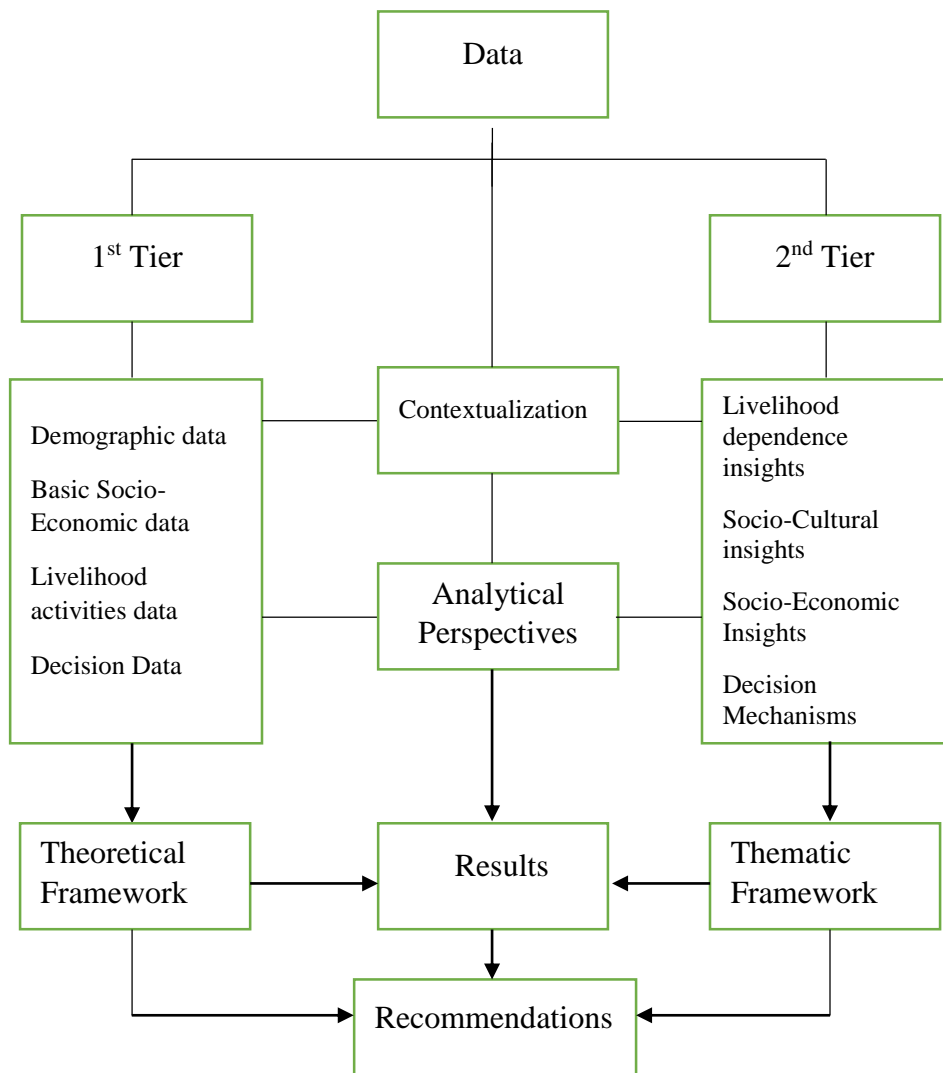 Data
1st Tier
2nd Tier
Demographic data
Basic Socio-
Economic data
Livelihood
activities data
Decision Data
Contextualization
Analytical
Perspectives
Livelihood
dependence
insights
Socio-Cultural
insights
Socio-Economic
Insights
Decision
Mechanisms
Theoretical
Framework
Results
Thematic
Framework
Recommendations